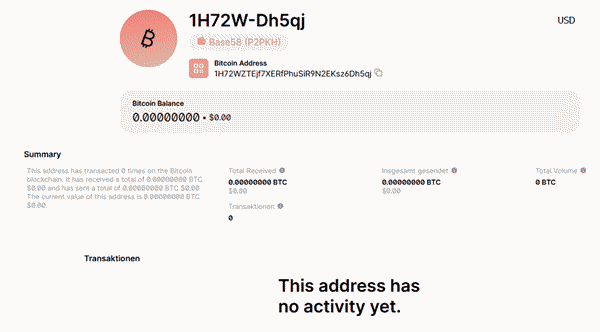 1H72W-Dh5qj
USD
Base58 (P2PKH)
Bitcoin Address
1H72WZTEjf7XERfPhuSiR9N2EKsz6Dh5qj
Bitcoin Balance
0.00000000 • $0.00
Summary
This address has transacted 0 times on the Bitcoin
blockchain. It has received a total of 0.00000000 BTC
$0.00 and has sent a total of 0.00000000 BTC $0.00
The current value of this address is 0.00000000 BTC
$0.00.
Total Received
0.00000000 BTC
$0.00
Insgesamt gesendet
0.00000000 BTC
$0.00
Total Volume
0 BTC
Transaktionen
0
Transaktionen
This address has
no activity yet.